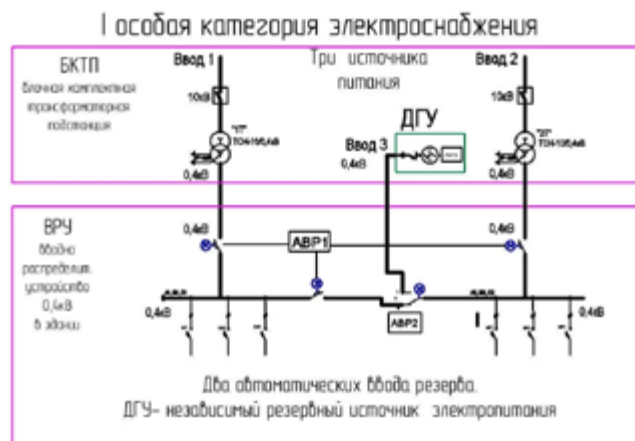 I особая категория электроснабжения
БКТП
блочная комплектная
трансформаторная
подстанция
Ввод 1
Три источника
питания
Ввод 2
10кВ
10кВ
ДГУ
Ввод 3
0,4кВ
"1Т"
"2Т"
0,4кВ
0,4кВ
ВРУ
вводно
распределит.
устройство
0,4кВ
в здании
0,4кВ
АВР1
0,4кВ
0,4кВ
АВР2
0,4кВ
Два автоматических ввода резерва.
ДГУ- независимый резервный источник электропитания